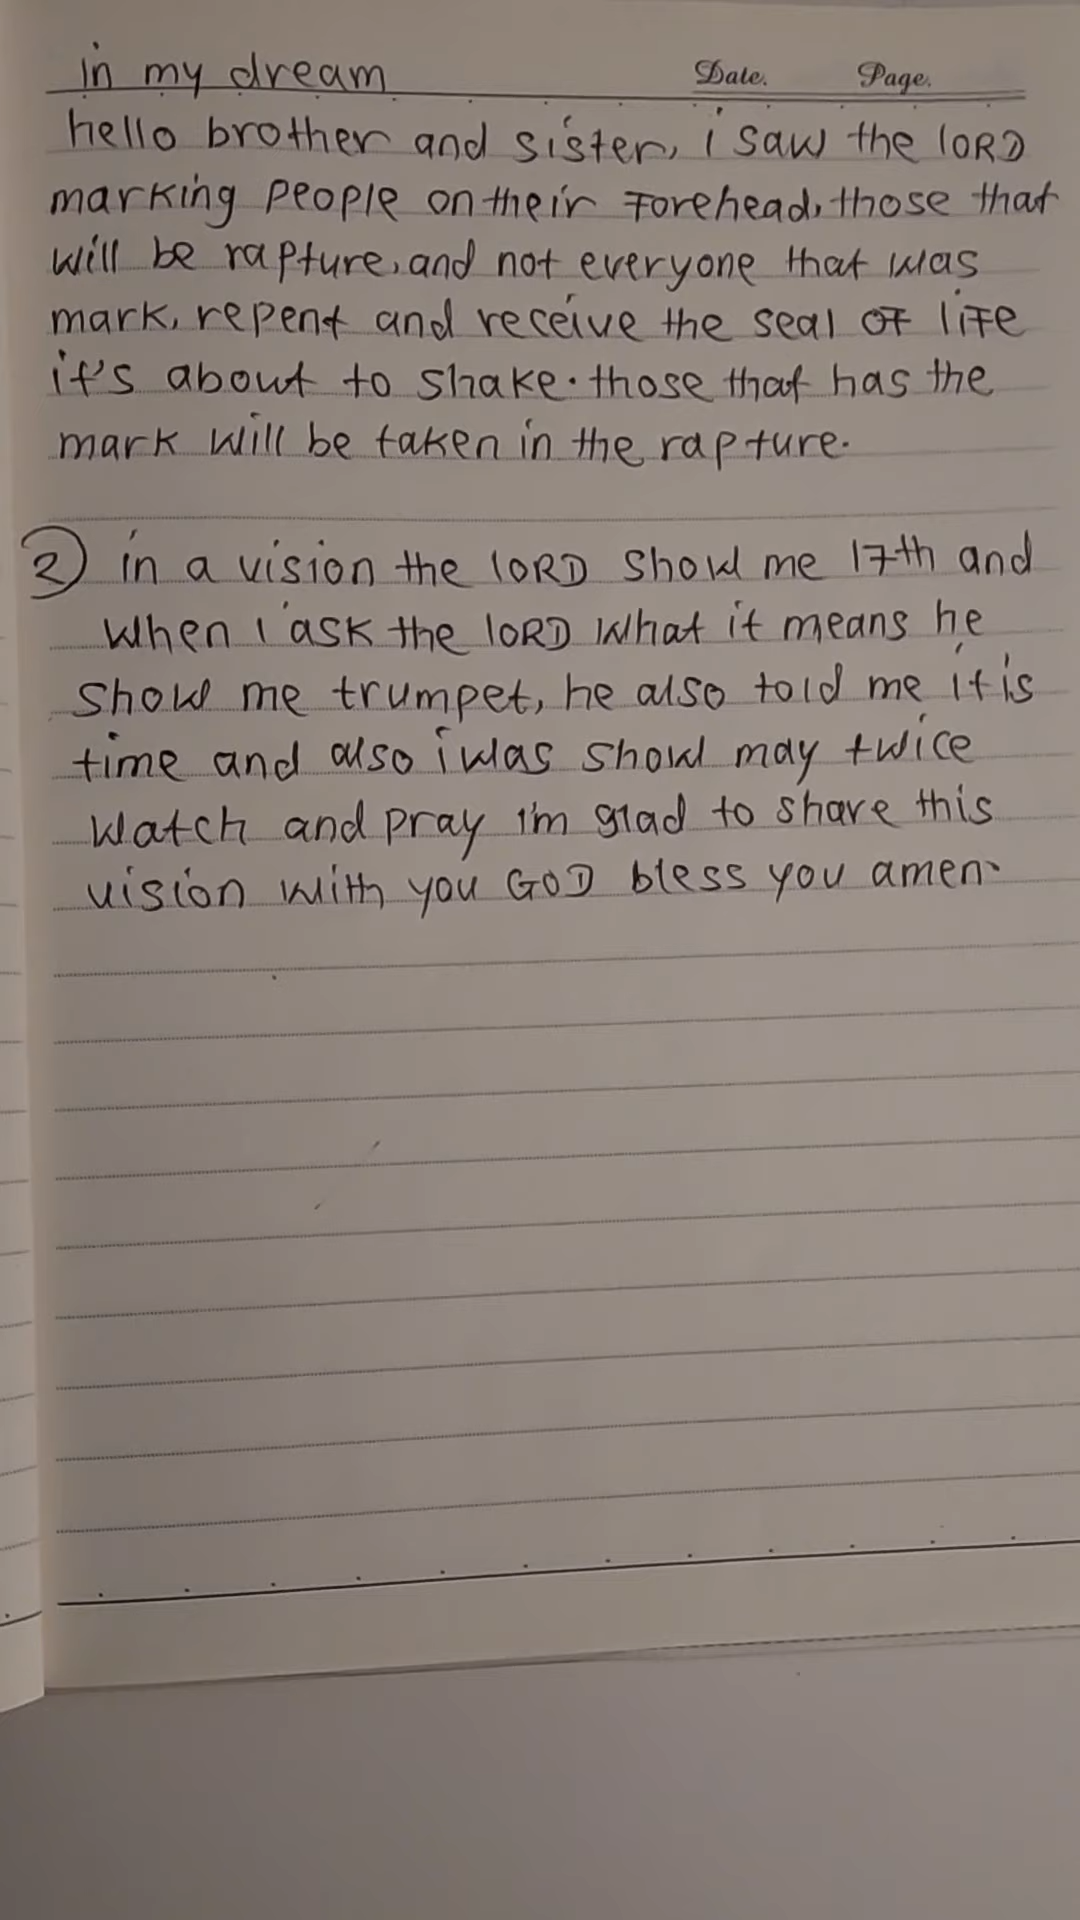 in my dream
Date. Page.
hello brother and sister, i saw the lORD
marking people on their Forehead, those that
will be rapture, and not everyone that was
mark, repent and receive the seal of life
it's about to shake. those that has the
mark will be taken in the rapture.
2) in a vision the lORD show me 17th and
when i ask the lORD what it means he
show me trumpet, he also told me it is
time and also i was show may twice
watch and pray i'm glad to share this
vision with you GOD bless you amen.